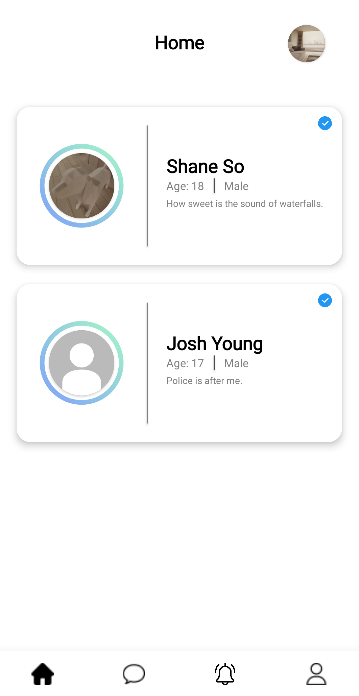 Home
Shane So
Age: 18 | Male
How sweet is the sound of waterfalls.
Josh Young
Age: 17 | Male
Police is after me.